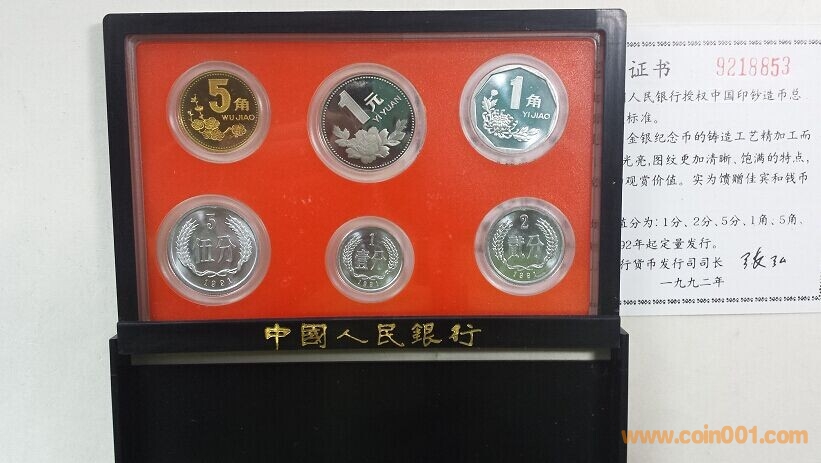 5
角
WU JIAO
1
元
YI YUAN
1
角
YI JIAO
5
伍分
1991
1
壹分
1991
2
贰分
1991
中國人民銀行
证书 9218853
人民银行授权中国印钞造币总
标准。
金银纪念币的铸造工艺精加工而
光亮,图纹更加清晰、饱满的特点,
观赏价值。实为馈赠佳宾和钱币
值分为:1分、2分、5分、1角、5角、
92年起定量发行。
行货币发行司司长 张弘
一九九二年
www.coin001.com